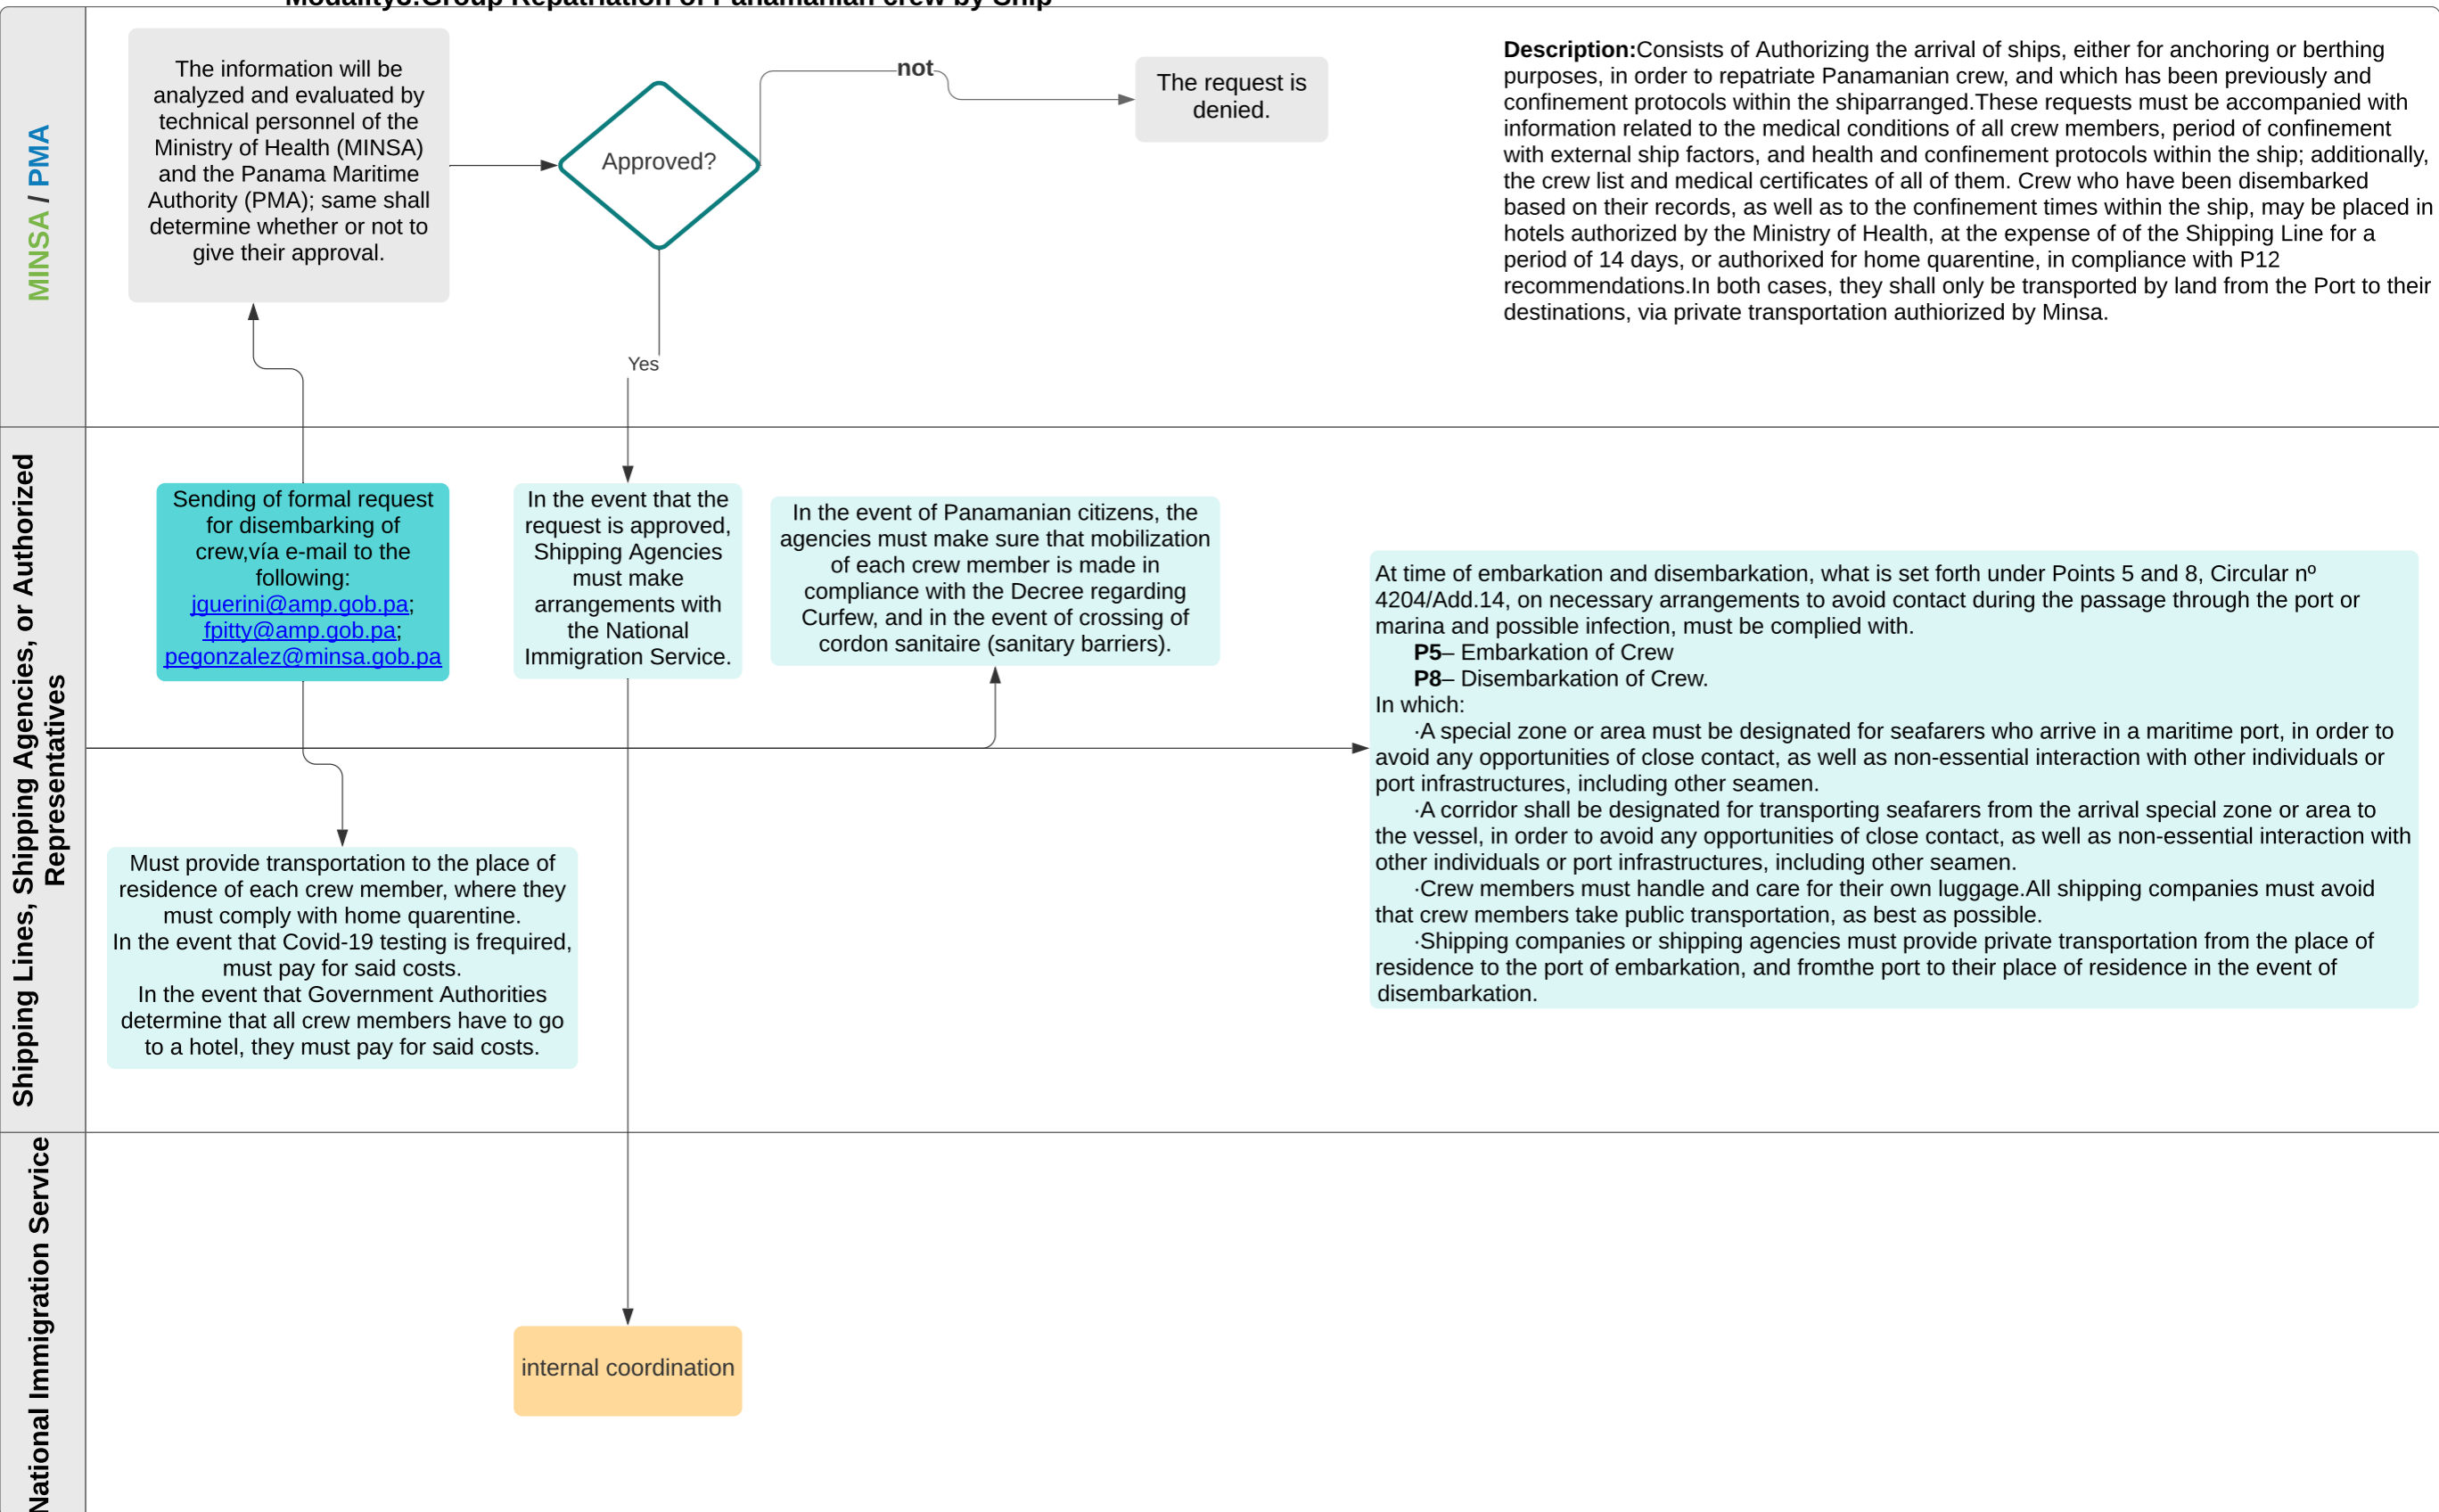 Modality3:Group Repatriation of Panamanian crew by Ship
MINSA / PMA
The information will be
analyzed and evaluated by
technical personnel of the
Ministry of Health (MINSA)
and the Panama Maritime
Authority (PMA); same shall
determine whether or not to
give their approval.
Approved?
not
The request is
denied.
Yes
Description:Consists of Authorizing the arrival of ships, either for anchoring or berthing
purposes, in order to repatriate Panamanian crew, and which has been previously and
confinement protocols within the shiparranged.These requests must be accompanied with
information related to the medical conditions of all crew members, period of confinement
with external ship factors, and health and confinement protocols within the ship; additionally,
the crew list and medical certificates of all of them. Crew who have been disembarked
based on their records, as well as to the confinement times within the ship, may be placed in
hotels authorized by the Ministry of Health, at the expense of of the Shipping Line for a
period of 14 days, or authorixed for home quarentine, in compliance with P12
recommendations.In both cases, they shall only be transported by land from the Port to their
destinations, via private transportation authiorized by Minsa.
Shipping Lines, Shipping Agencies, or Authorized
Representatives
Sending of formal request
for disembarking of
crew,vía e-mail to the
following:
jguerini@amp.gob.pa;
fpitty@amp.gob.pa;
pegonzalez@minsa.gob.pa
In the event that the
request is approved,
Shipping Agencies
must make
arrangements with
the National
Immigration Service.
In the event of Panamanian citizens, the
agencies must make sure that mobilization
of each crew member is made in
compliance with the Decree regarding
Curfew, and in the event of crossing of
cordon sanitaire (sanitary barriers).
At time of embarkation and disembarkation, what is set forth under Points 5 and 8, Circular nº
4204/Add.14, on necessary arrangements to avoid contact during the passage through the port or
marina and possible infection, must be complied with.
P5– Embarkation of Crew
P8– Disembarkation of Crew.
In which:
·A special zone or area must be designated for seafarers who arrive in a maritime port, in order to
avoid any opportunities of close contact, as well as non-essential interaction with other individuals or
port infrastructures, including other seamen.
·A corridor shall be designated for transporting seafarers from the arrival special zone or area to
the vessel, in order to avoid any opportunities of close contact, as well as non-essential interaction with
other individuals or port infrastructures, including other seamen.
·Crew members must handle and care for their own luggage.All shipping companies must avoid
that crew members take public transportation, as best as possible.
·Shipping companies or shipping agencies must provide private transportation from the place of
residence to the port of embarkation, and fromthe port to their place of residence in the event of
disembarkation.
Must provide transportation to the place of
residence of each crew member, where they
must comply with home quarentine.
In the event that Covid-19 testing is frequired,
must pay for said costs.
In the event that Government Authorities
determine that all crew members have to go
to a hotel, they must pay for said costs.
National Immigration Service
internal coordination